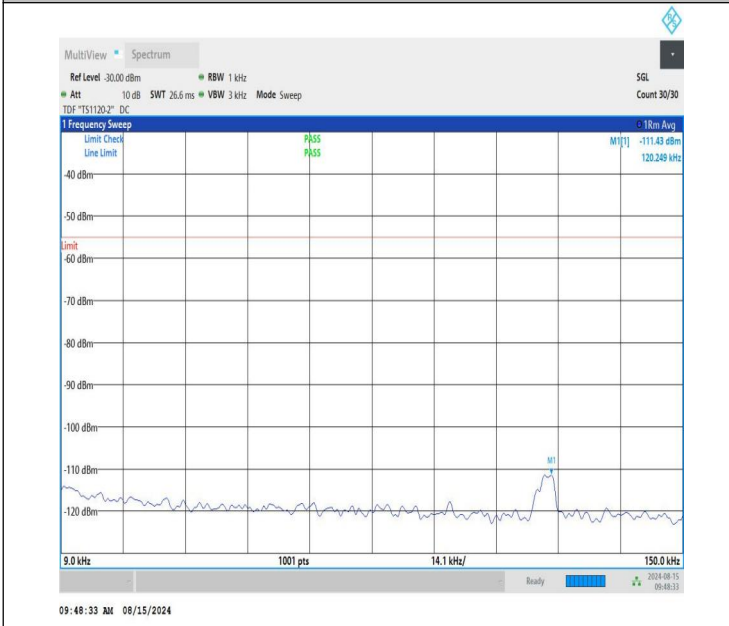 R S
MultiView Spectrum
Ref Level -30.00 dBm RBW 1 kHz SGL
Att 10 dB SWT 26.6 ms VBW 3 kHz Mode Sweep Count 30/30
TDF "TS1120-2" DC
1 Frequency Sweep 1Rm Avg
Limit Check PASS M1[1] -111.43 dBm
Line Limit PASS 120.249 kHz
-40 dBm
-50 dBm
Limit
-60 dBm
-70 dBm
-80 dBm
-90 dBm
-100 dBm
M1
-110 dBm
-120 dBm
9.0 kHz 1001 pts 14.1 kHz/ 150.0 kHz
Ready 2024-08-15
09:48:33
09:48:33 AM 08/15/2024